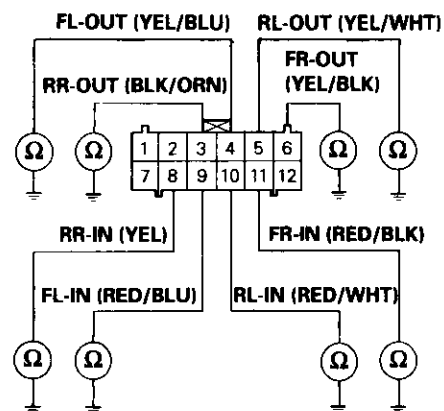 FL-OUT (YEL/BLU) RL-OUT (YEL/WHT)
RR-OUT (BLK/ORN) FR-OUT
(YEL/BLK)
Ω Ω Ω Ω
1 2 3 4 5 6
7 8 9 10 11 12
RR-IN (YEL) FR-IN (RED/BLK)
FL-IN (RED/BLU) RL-IN (RED/WHT)
Ω Ω Ω Ω